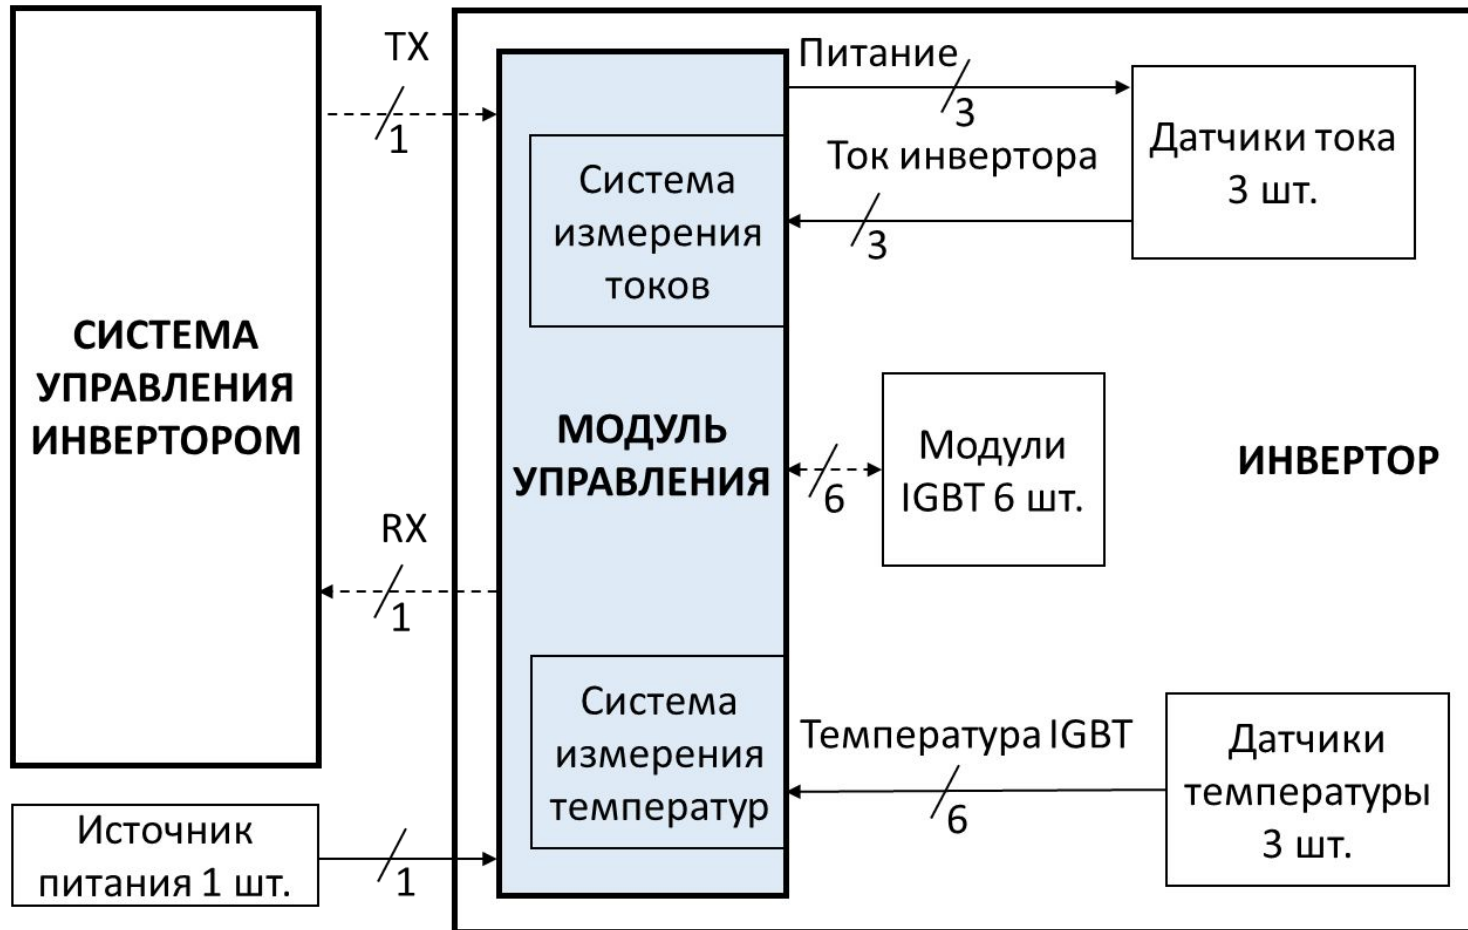 TX
1
СИСТЕМА
УПРАВЛЕНИЯ
ИНВЕРТОРОМ
RX
1
Источник
питания 1 шт.
1
Система
измерения
токов
МОДУЛЬ
УПРАВЛЕНИЯ
Система
измерения
температур
Питание
3
Ток инвертора
3
Датчики тока
3 шт.
6
Модули
IGBT 6 шт.
ИНВЕРТОР
Температура IGBT
6
Датчики
температуры
3 шт.